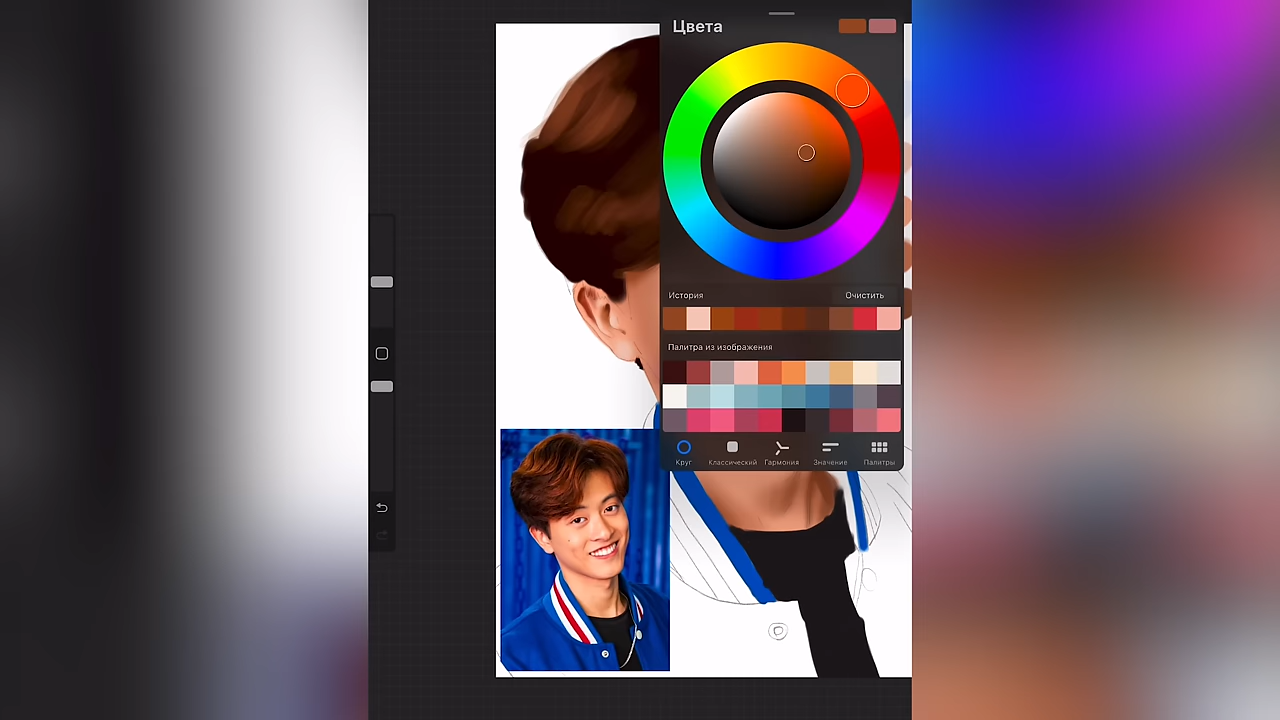 Цвета
История
Очистить
Палитра из изображения
Круг
Классический
Гармония
Значение
Палитры